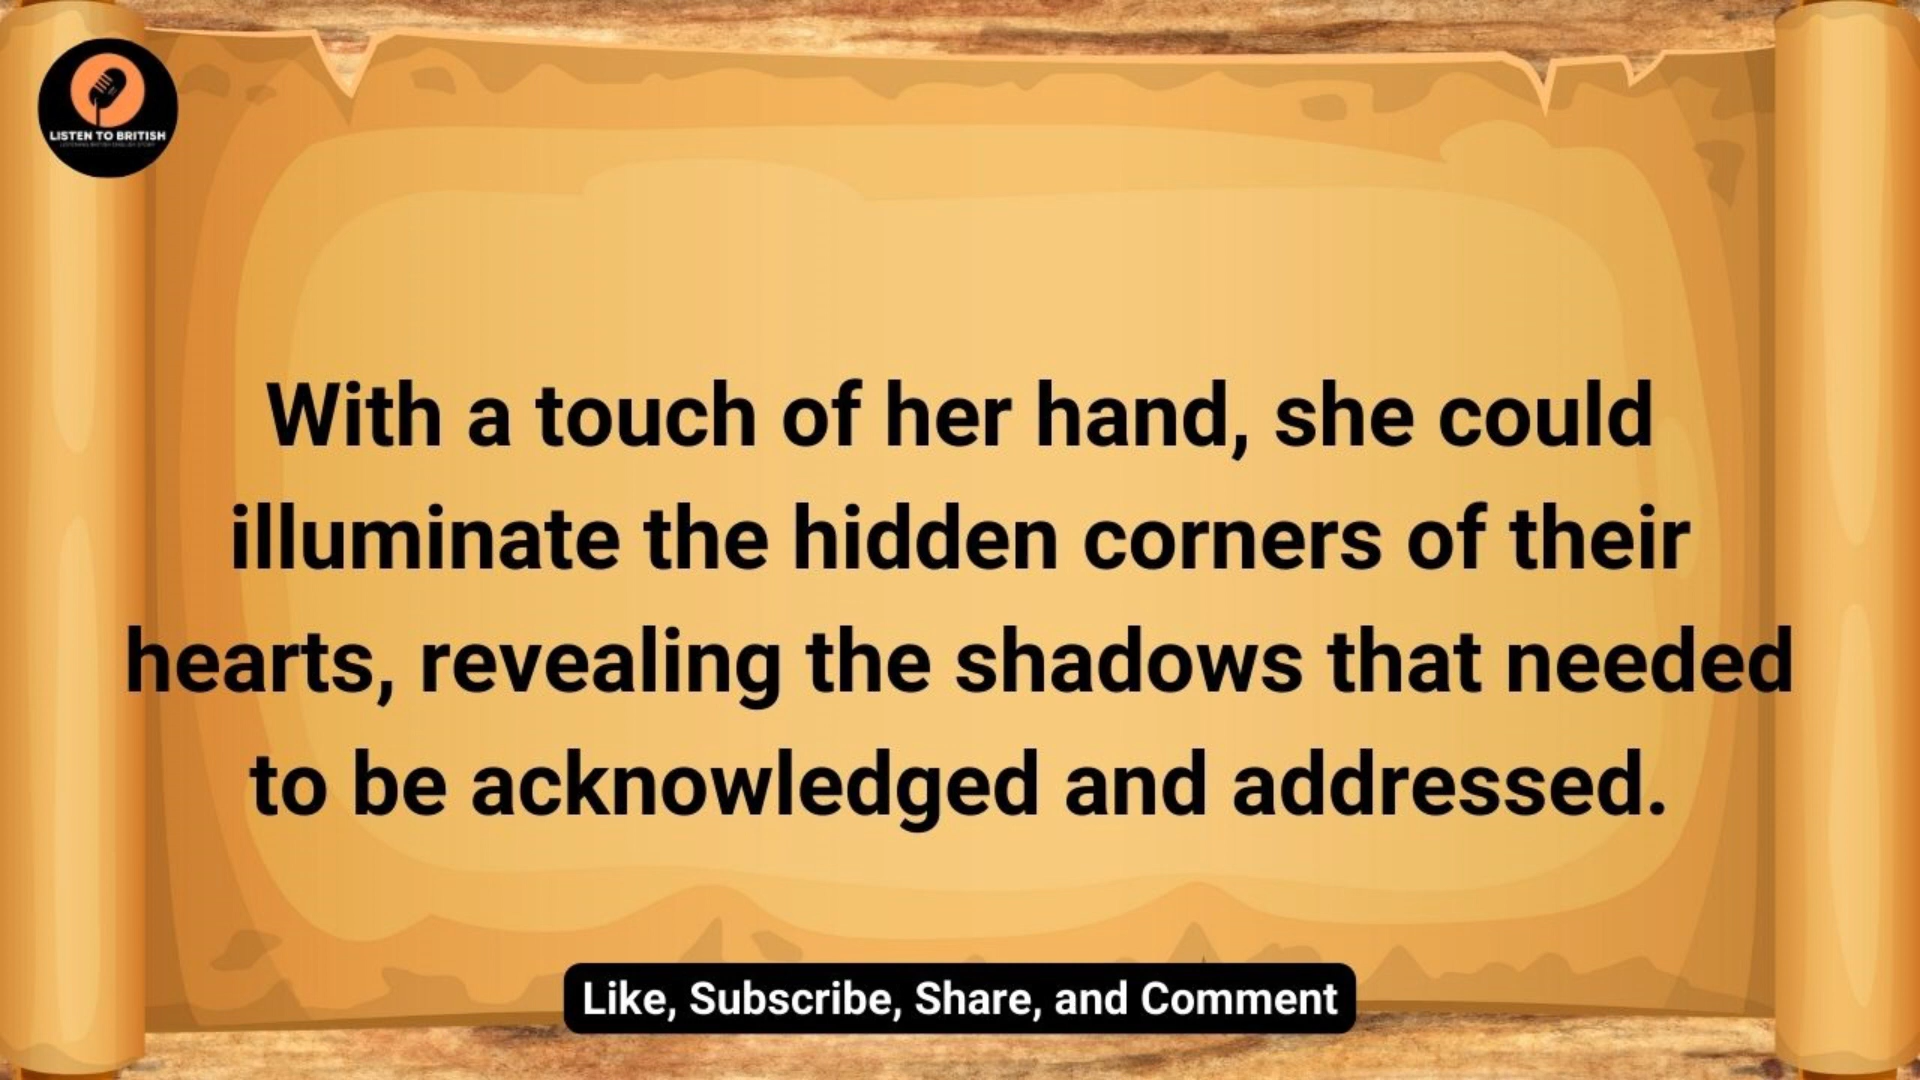 LISTEN TO BRITISH
With a touch of her hand, she could
illuminate the hidden corners of their
hearts, revealing the shadows that needed
to be acknowledged and addressed.
Like, Subscribe, Share, and Comment